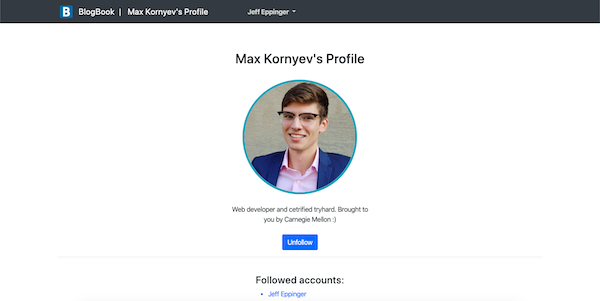 B BlogBook | Max Kornyev's Profile Jeff Eppinger
Max Kornyev's Profile
Web developer and cetrified tryhard. Brought to
you by Carnegie Mellon :)
Unfollow
Followed accounts:
Jeff Eppinger